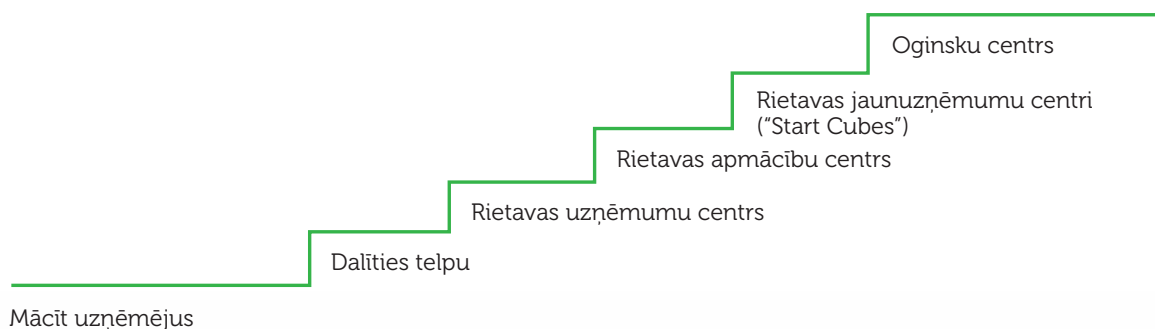 Oginsku centrs
Rietavas jaunuzņēmumu centri
(“Start Cubes”)
Rietavas apmācību centrs
Rietavas uzņēmumu centrs
Dalīties telpu
Mācīt uzņēmējus